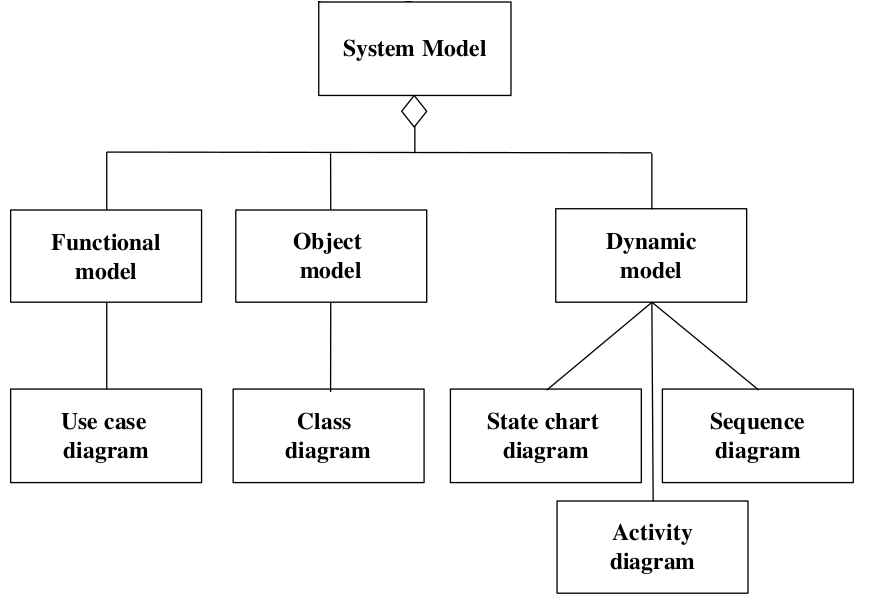 System Model
Functional
model
Object
model
Dynamic
model
Use case
diagram
Class
diagram
State chart
diagram
Sequence
diagram
Activity
diagram